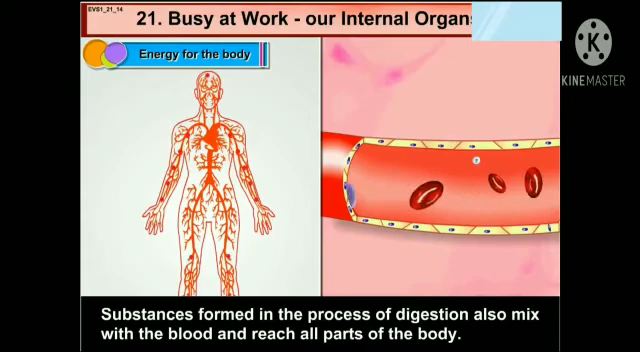 EVS1_21_14
21. Busy at Work - our Internal Organs
Energy for the body
K
KINEMASTER
Substances formed in the process of digestion also mix
with the blood and reach all parts of the body.